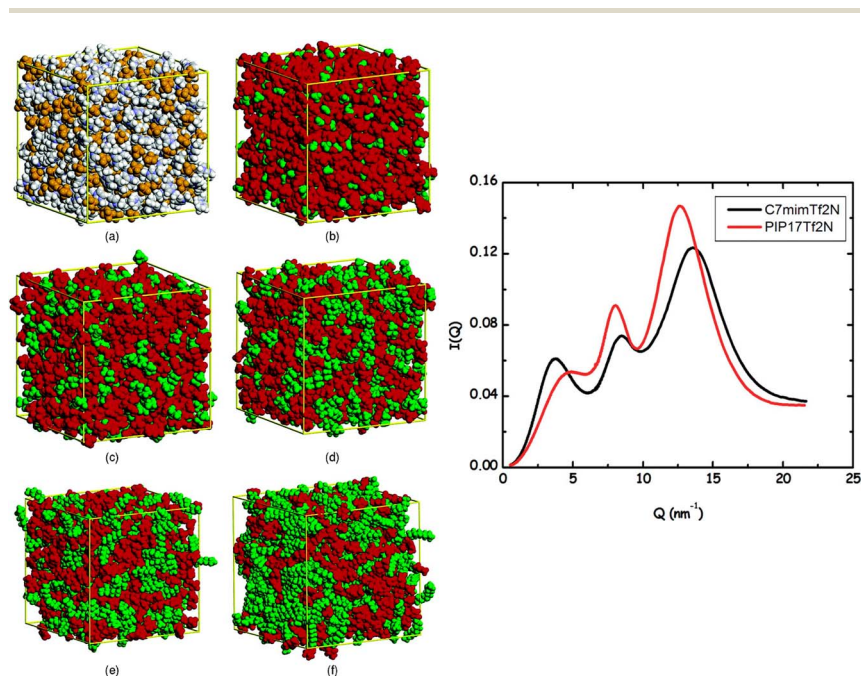 (a)
(b)
(c)
(d)
(e)
(f)
0.16
0.12
0.08
0.04
0.00
I(Q)
C7mimTf2N
PIP17Tf2N
0 5 10 15 20 25
Q (nm⁻¹)